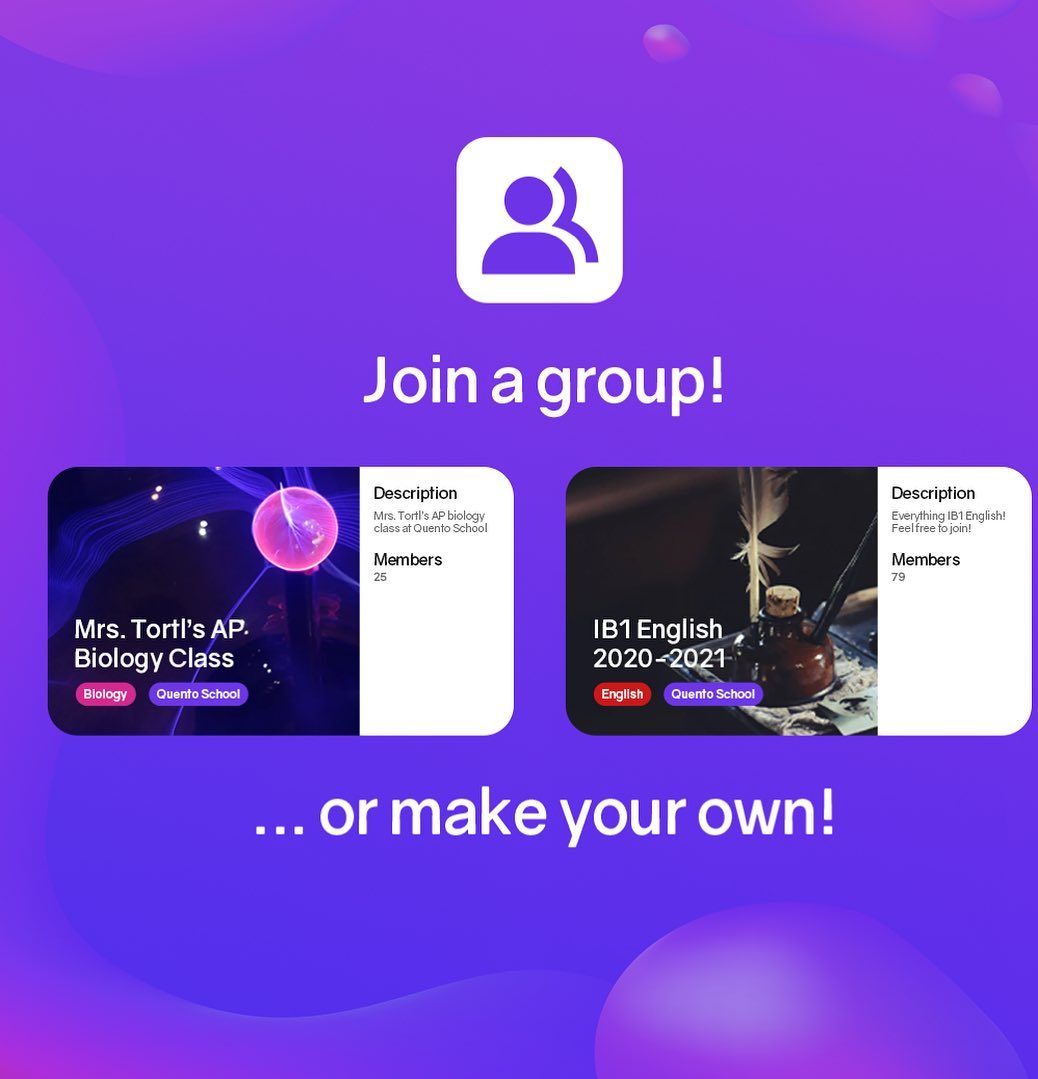 Join a group!
Mrs. Tortl's AP
Biology Class
Biology
Quento School
Description
Mrs. Tortl's AP biology
class at Quento School
Members
25
IB1 English
2020-2021
English
Quento School
Description
Everything IB1 English!
Feel free to join!
Members
79
... or make your own!